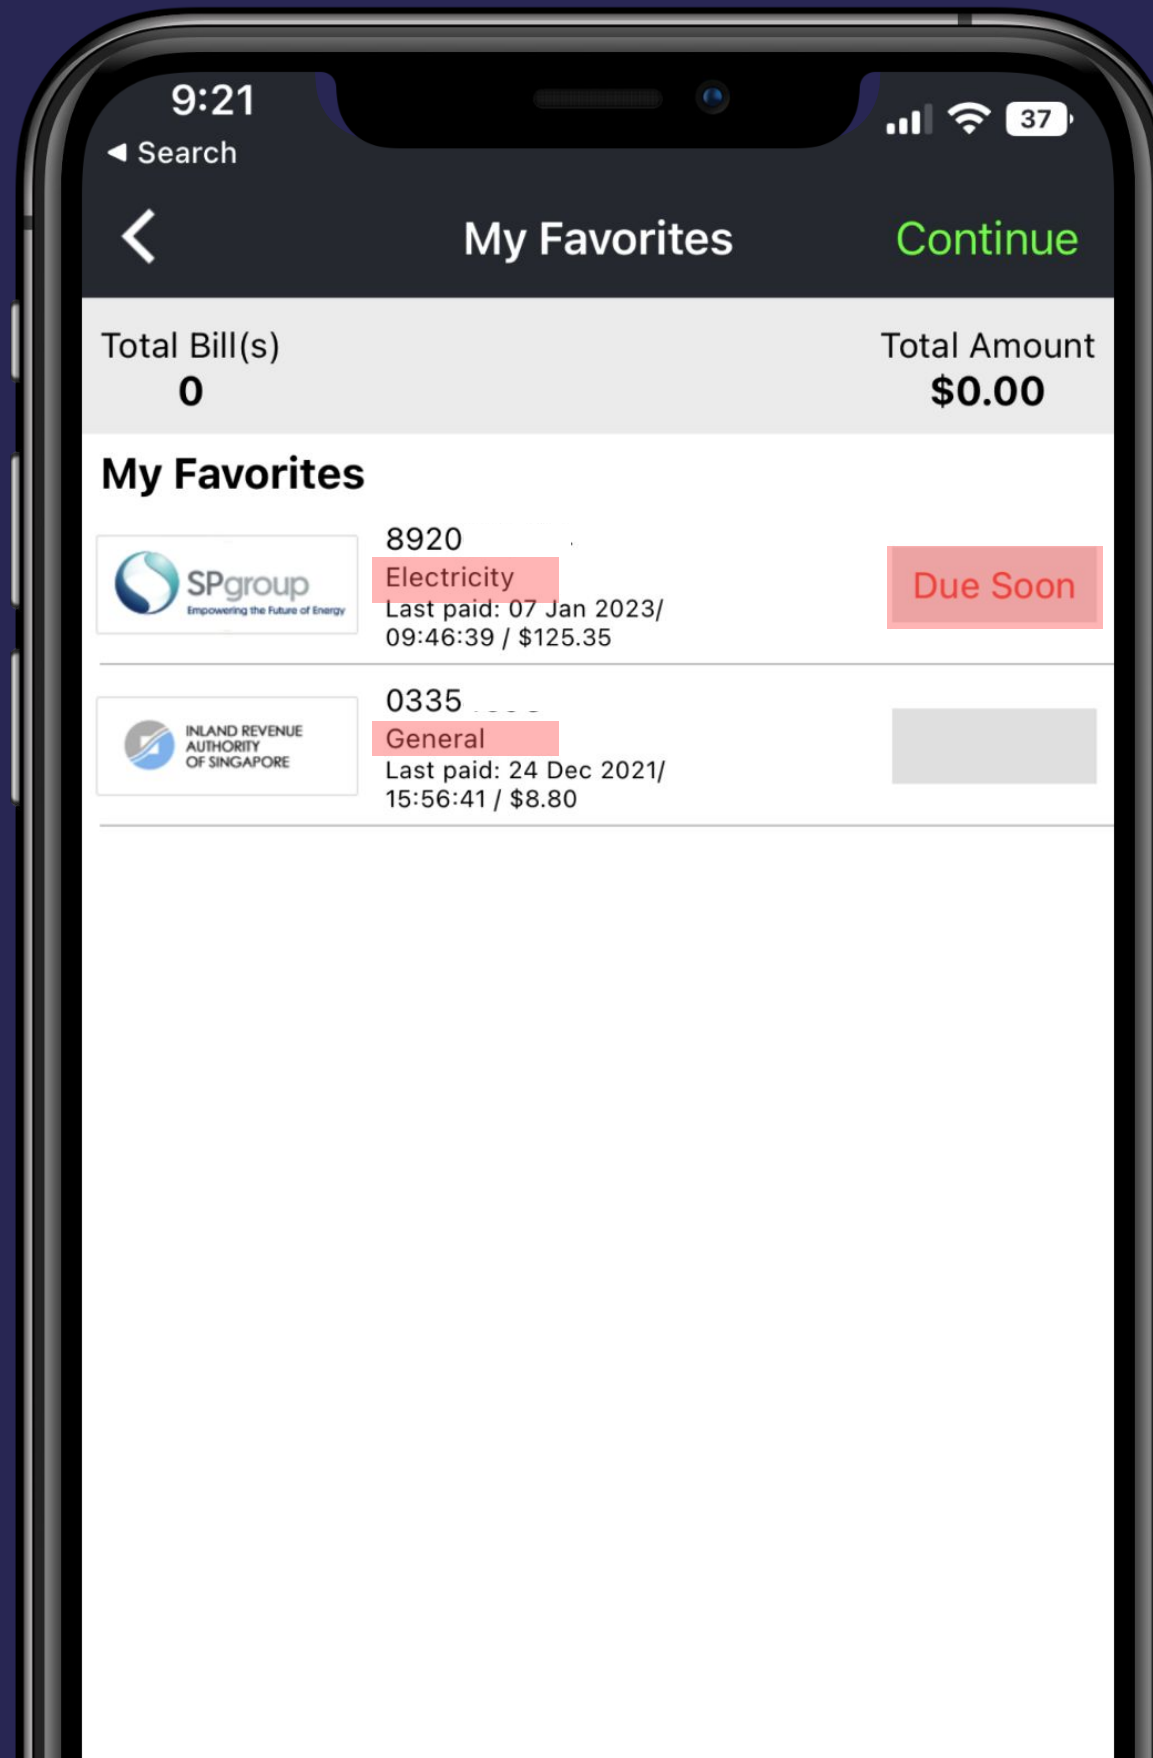 9:21
37
◀ Search
My Favorites
Continue
Total Bill(s)
Total Amount
0
$0.00
My Favorites
SPgroup
Empowering the Future of Energy
8920
Electricity
Last paid: 07 Jan 2023/
09:46:39 / $125.35
Due Soon
INLAND REVENUE
AUTHORITY
OF SINGAPORE
0335
General
Last paid: 24 Dec 2021/
15:56:41 / $8.80